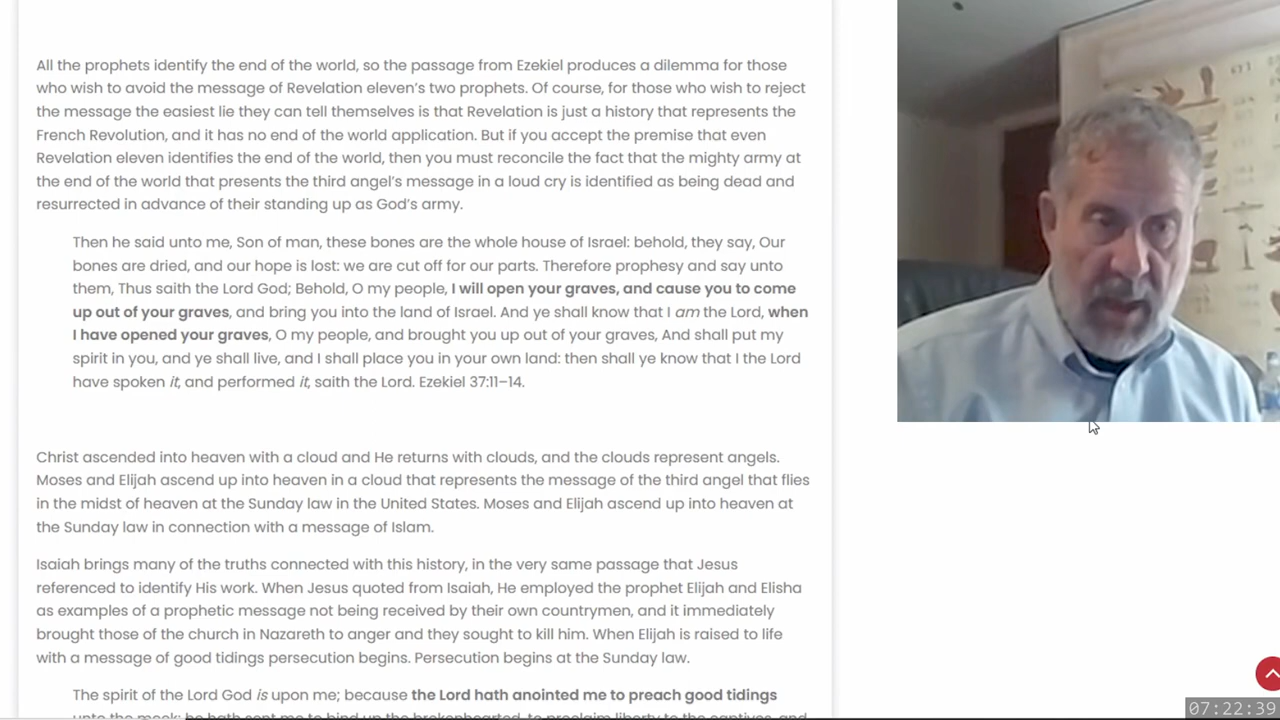 All the prophets identify the end of the world, so the passage from Ezekiel produces a dilemma for those
who wish to avoid the message of Revelation eleven's two prophets. Of course, for those who wish to reject
the message the easiest lie they can tell themselves is that Revelation is just a history that represents the
French Revolution, and it has no end of the world application. But if you accept the premise that even
Revelation eleven identifies the end of the world, then you must reconcile the fact that the mighty army at
the end of the world that presents the third angel's message in a loud cry is identified as being dead and
resurrected in advance of their standing up as God's army.
Then he said unto me, Son of man, these bones are the whole house of Israel: behold, they say, Our
bones are dried, and our hope is lost: we are cut off for our parts. Therefore prophesy and say unto
them, Thus saith the Lord God; Behold, O my people, I will open your graves, and cause you to come
up out of your graves, and bring you into the land of Israel. And ye shall know that I am the Lord, when
I have opened your graves, O my people, and brought you up out of your graves, And shall put my
spirit in you, and ye shall live, and I shall place you in your own land: then shall ye know that I the Lord
have spoken it, and performed it, saith the Lord. Ezekiel 37:11–14.
Christ ascended into heaven with a cloud and He returns with clouds, and the clouds represent angels.
Moses and Elijah ascend up into heaven in a cloud that represents the message of the third angel that flies
in the midst of heaven at the Sunday law in the United States. Moses and Elijah ascend up into heaven at
the Sunday law in connection with a message of Islam.
Isaiah brings many of the truths connected with this history, in the very same passage that Jesus
referenced to identify His work. When Jesus quoted from Isaiah, He employed the prophet Elijah and Elisha
as examples of a prophetic message not being received by their own countrymen, and it immediately
brought those of the church in Nazareth to anger and they sought to kill him. When Elijah is raised to life
with a message of good tidings persecution begins. Persecution begins at the Sunday law.
The spirit of the Lord God is upon me; because the Lord hath anointed me to preach good tidings
unto the meek; he hath sent me to bind up the brokenhearted, to proclaim liberty to the captives, and
07:22:39